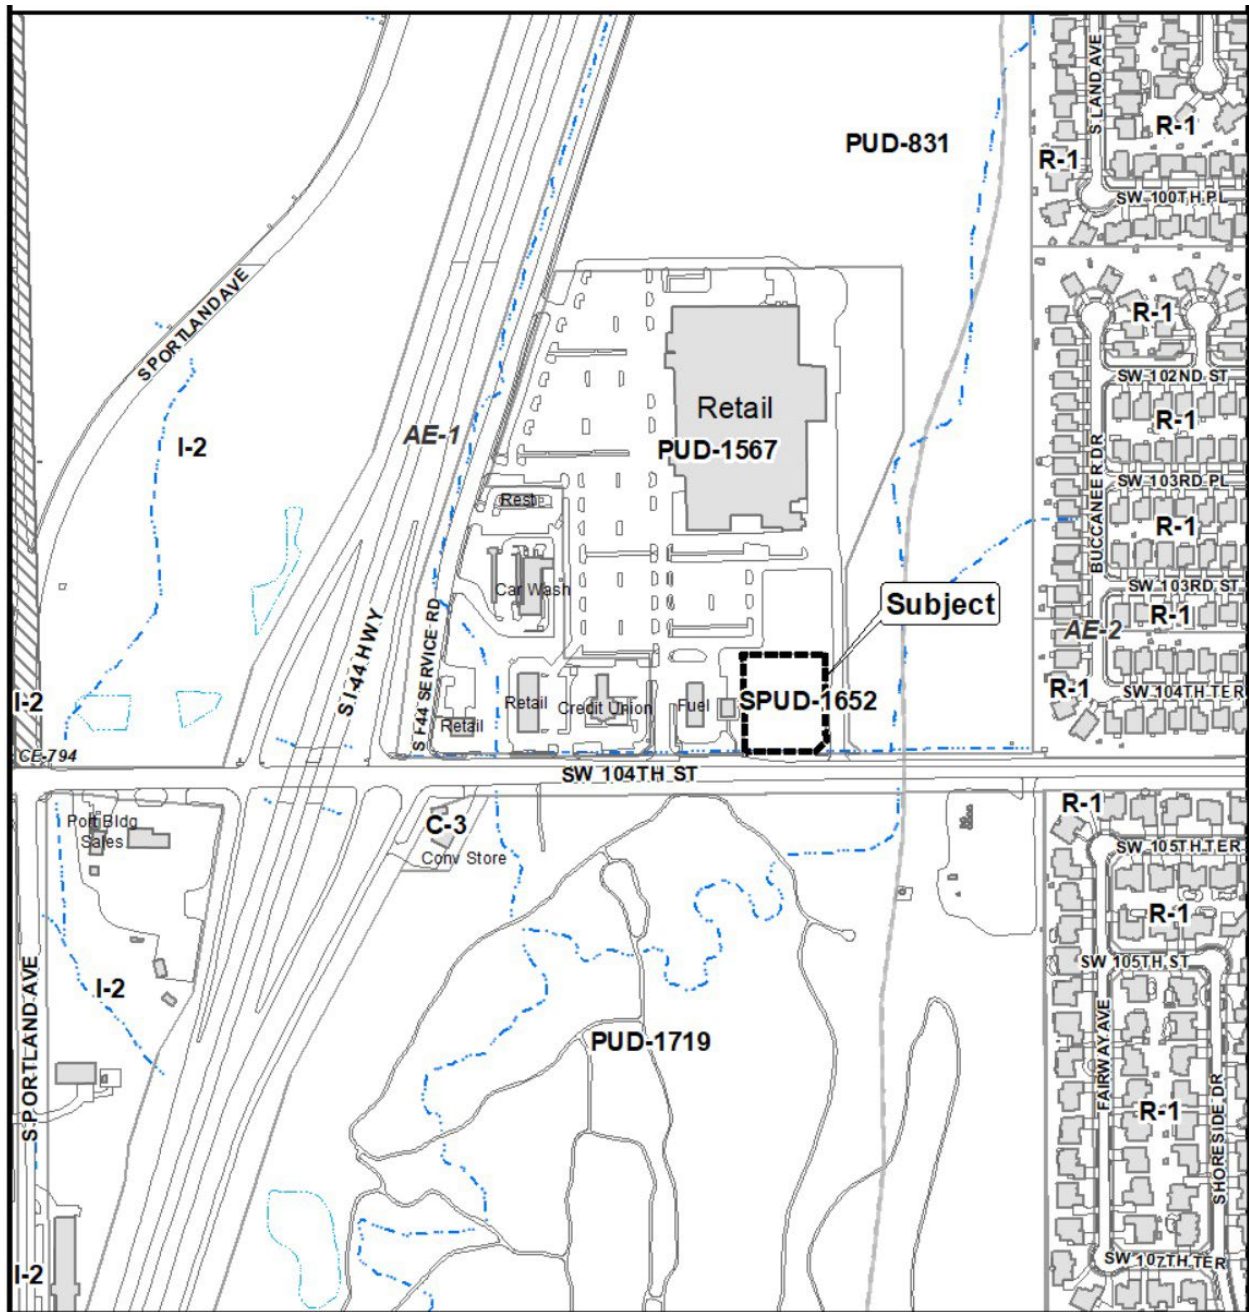 S LAND AVE
R-1
PUD-831
R-1
SW 100TH PL
S PORTLAND AVE
R-1
SW 102ND ST
Retail
PUD-1567
AE-1
I-2
R-1
BUCCANEER DR
SW 103RD PL
Rest
R-1
Car Wash
SW 103RD ST
Subject
R-1
AE-2
S I-44 HWY
S I-44 SERVICE RD
R-1
SW 104TH TER
I-2
Retail
Retail
Credit Union
Fuel
SPUD-1652
CE-794
SW 104TH ST
R-1
Port Bldg
Sales
C-3
Conv Store
SW 105TH TER
R-1
SW 105TH ST
I-2
S PORTLAND AVE
PUD-1719
FAIRWAY AVE
R-1
SHORESIDE DR
SW 107TH TER
I-2